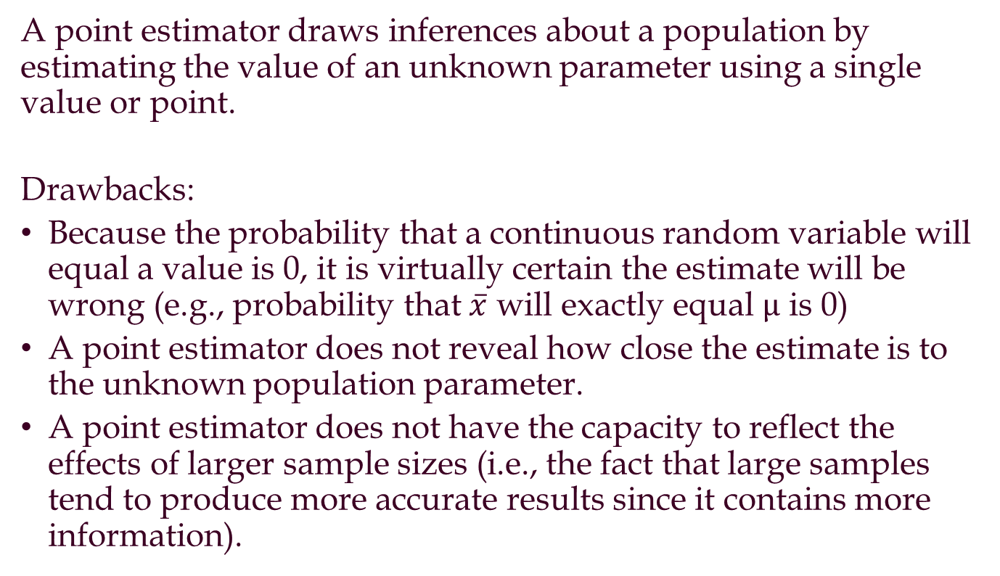 A point estimator draws inferences about a population by
estimating the value of an unknown parameter using a single
value or point.
Drawbacks:
• Because the probability that a continuous random variable will
equal a value is 0, it is virtually certain the estimate will be
wrong (e.g., probability that x̄ will exactly equal μ is 0)
• A point estimator does not reveal how close the estimate is to
the unknown population parameter.
• A point estimator does not have the capacity to reflect the
effects of larger sample sizes (i.e., the fact that large samples
tend to produce more accurate results since it contains more
information).